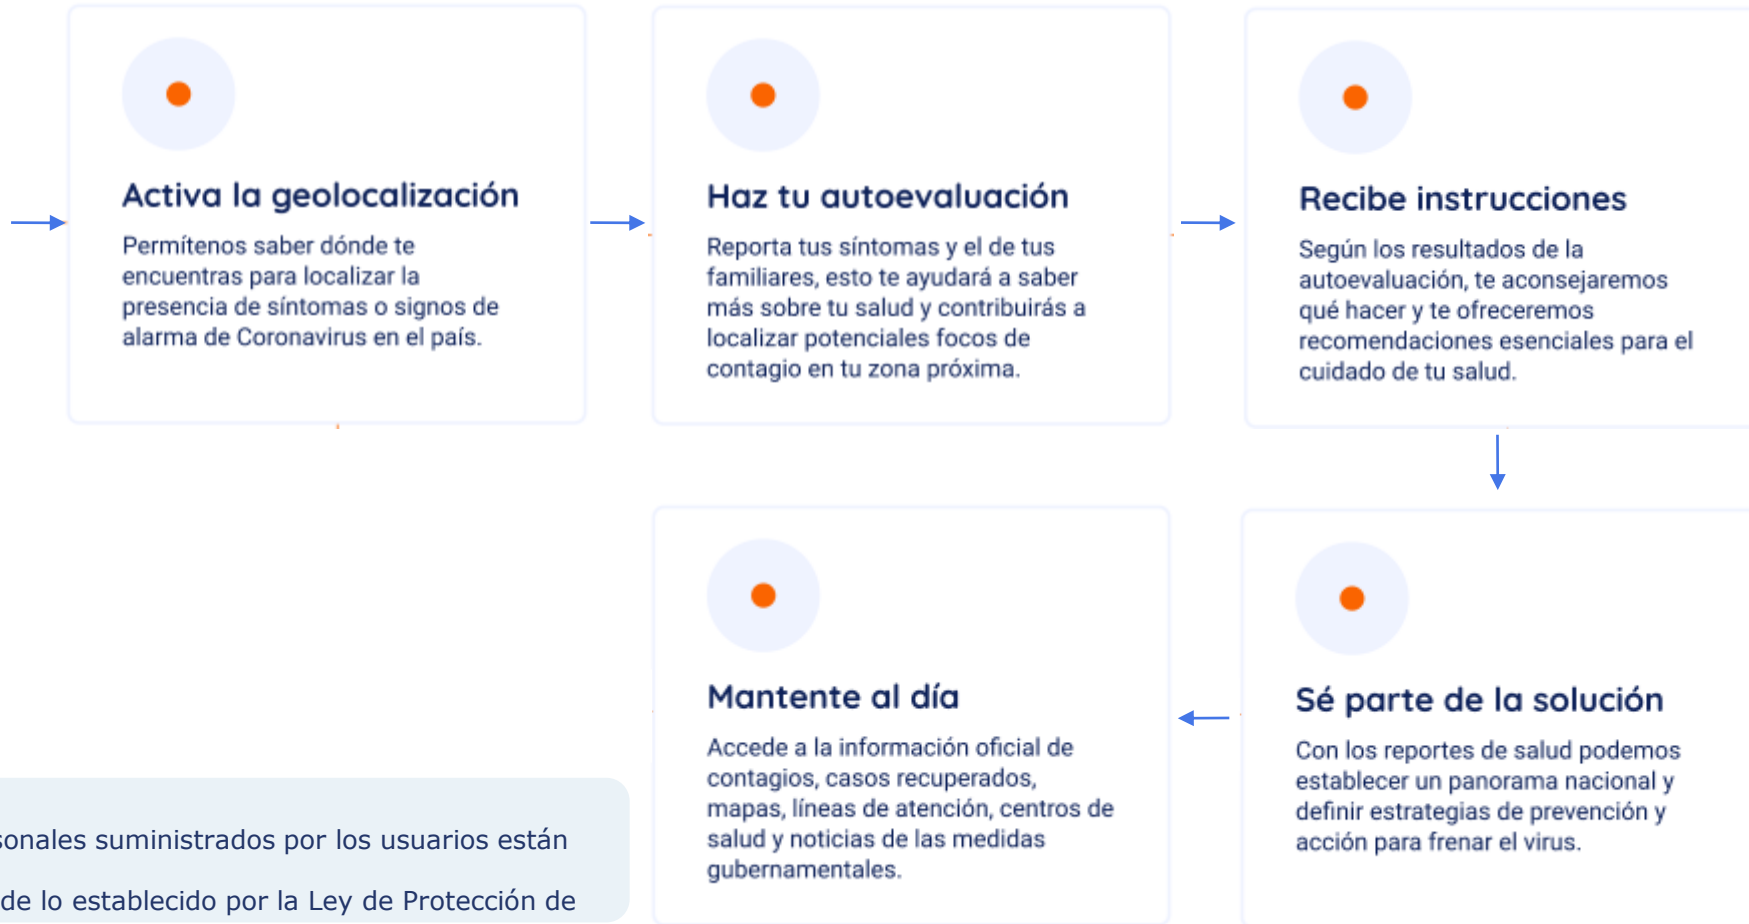 Activa la geolocalización
Permítenos saber dónde te
encuentras para localizar la
presencia de síntomas o signos de
alarma de Coronavirus en el país.
Haz tu autoevaluación
Reporta tus síntomas y el de tus
familiares, esto te ayudará a saber
más sobre tu salud y contribuirás a
localizar potenciales focos de
contagio en tu zona próxima.
Recibe instrucciones
Según los resultados de la
autoevaluación, te aconsejaremos
qué hacer y te ofreceremos
recomendaciones esenciales para el
cuidado de tu salud.
Sé parte de la solución
Con los reportes de salud podemos
establecer un panorama nacional y
definir estrategias de prevención y
acción para frenar el virus.
Mantente al día
Accede a la información oficial de
contagios, casos recuperados,
mapas, líneas de atención, centros de
salud y noticias de las medidas
gubernamentales.
sonales suministrados por los usuarios están
de lo establecido por la Ley de Protección de